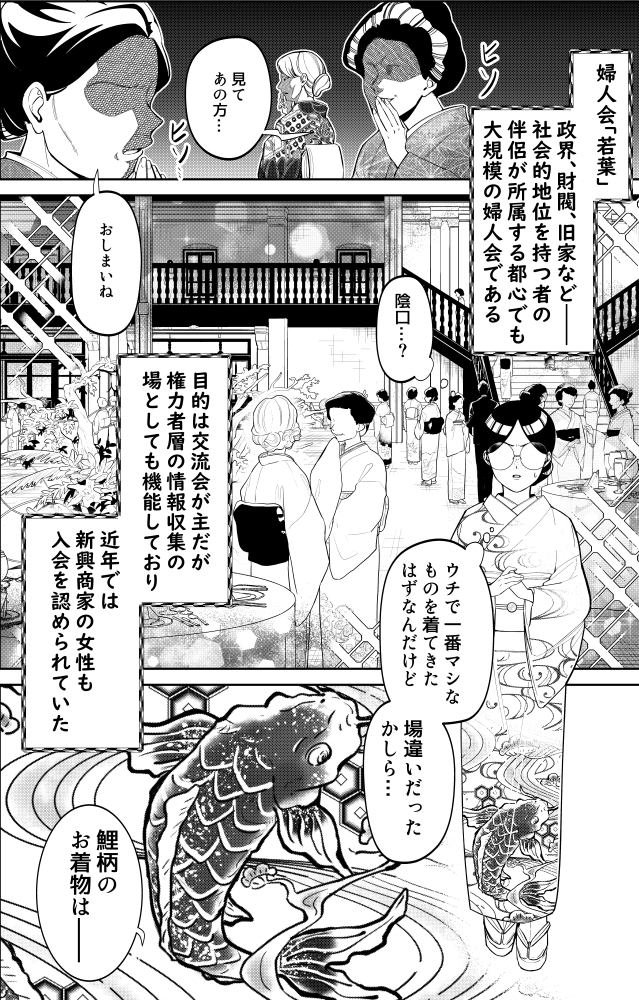 婦人会「若葉」
政界、財閥、旧家など――
社会的地位を持つ者の
伴侶が所属する都心でも
大規模の婦人会である
ヒソ
見て
あの方…
ヒソ
おしまいね
陰口…?
目的は交流会が主だが
権力者層の情報収集の
場としても機能しており
近年では
新興商家の女性も
入会を認められていた
ウチで一番マシな
ものを着てきた
はずなんだけど
場違いだった
かしら…
鯉柄の
お着物は――